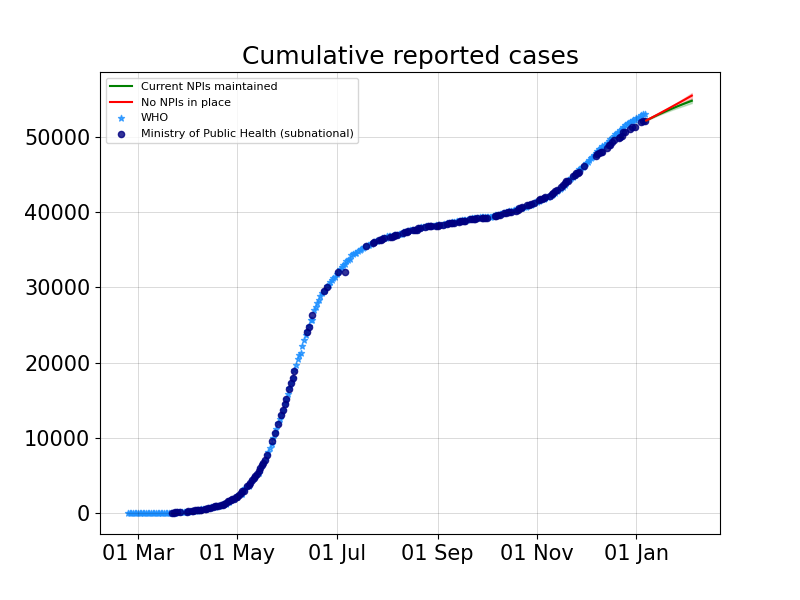 Cumulative reported cases
Current NPIs maintained
No NPIs in place
WHO
Ministry of Public Health (subnational)
50000
40000
30000
20000
10000
0
01 Mar 01 May 01 Jul 01 Sep 01 Nov 01 Jan